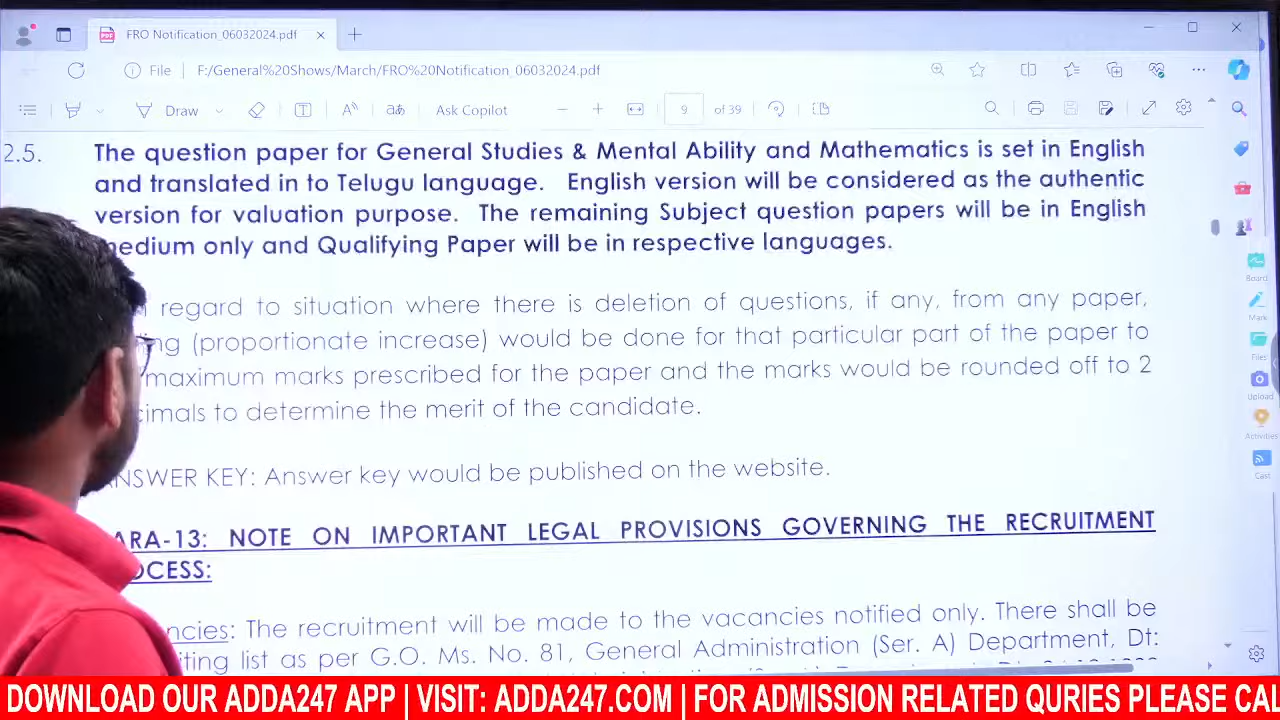 FRO Notification_06032024.pdf
File F:/General%20Shows/March/FRO%20Notification_06032024.pdf
Draw Ask Copilot 9 of 39
2.5. The question paper for General Studies & Mental Ability and Mathematics is set in English
and translated in to Telugu language. English version will be considered as the authentic
version for valuation purpose. The remaining Subject question papers will be in English
medium only and Qualifying Paper will be in respective languages.
regard to situation where there is deletion of questions, if any, from any paper,
(proportionate increase) would be done for that particular part of the paper to
maximum marks prescribed for the paper and the marks would be rounded off to 2
cimals to determine the merit of the candidate.
NSWER KEY: Answer key would be published on the website.
ARA-13: NOTE ON IMPORTANT LEGAL PROVISIONS GOVERNING THE RECRUITMENT
OCESS:
ncies: The recruitment will be made to the vacancies notified only. There shall be
iting list as per G.O. Ms. No. 81, General Administration (Ser. A) Department, Dt:
Board
Mark
Files
Upload
Activities
Cast
DOWNLOAD OUR ADDA247 APP | VISIT: ADDA247.COM | FOR ADMISSION RELATED QURIES PLEASE CAL